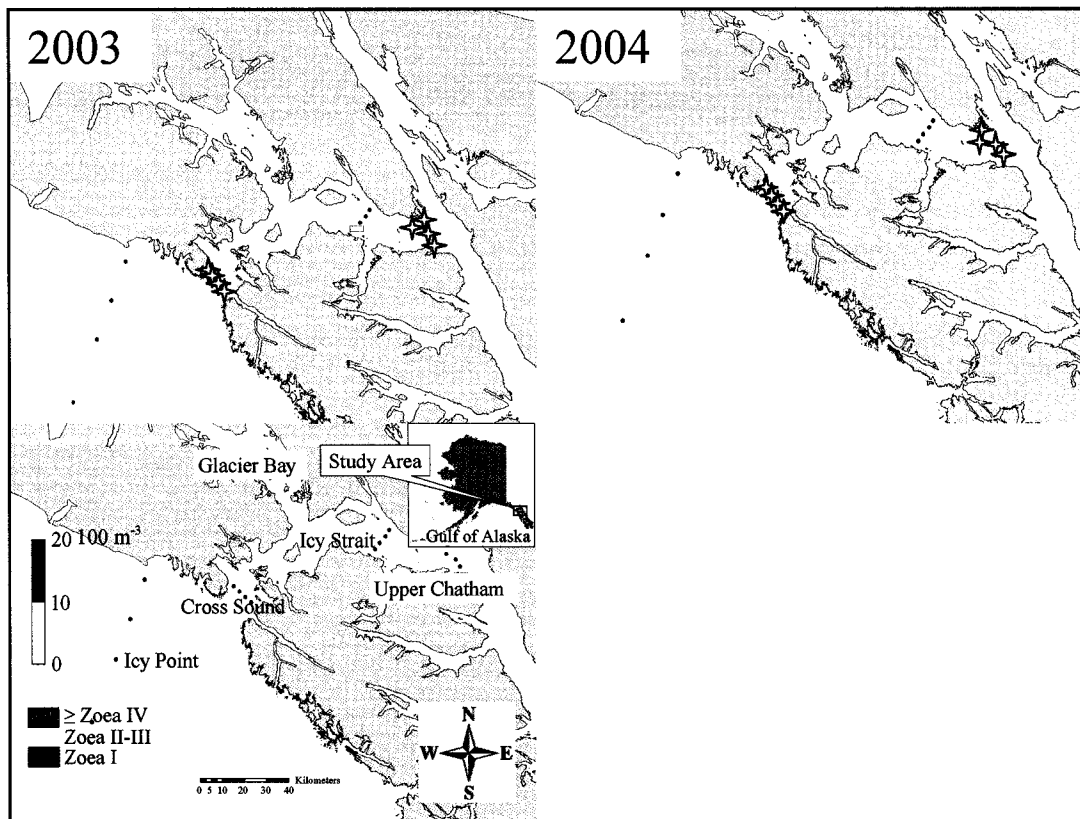 2003
2004
Glacier Bay
Study Area
Gulf of Alaska
Icy Strait
20 100 m⁻³
10
0
Upper Chatham
Cross Sound
Icy Point
≥ Zoea IV
Zoea II-III
Zoea I
N
W E
S
0 5 10 20 30 40 Kilometers